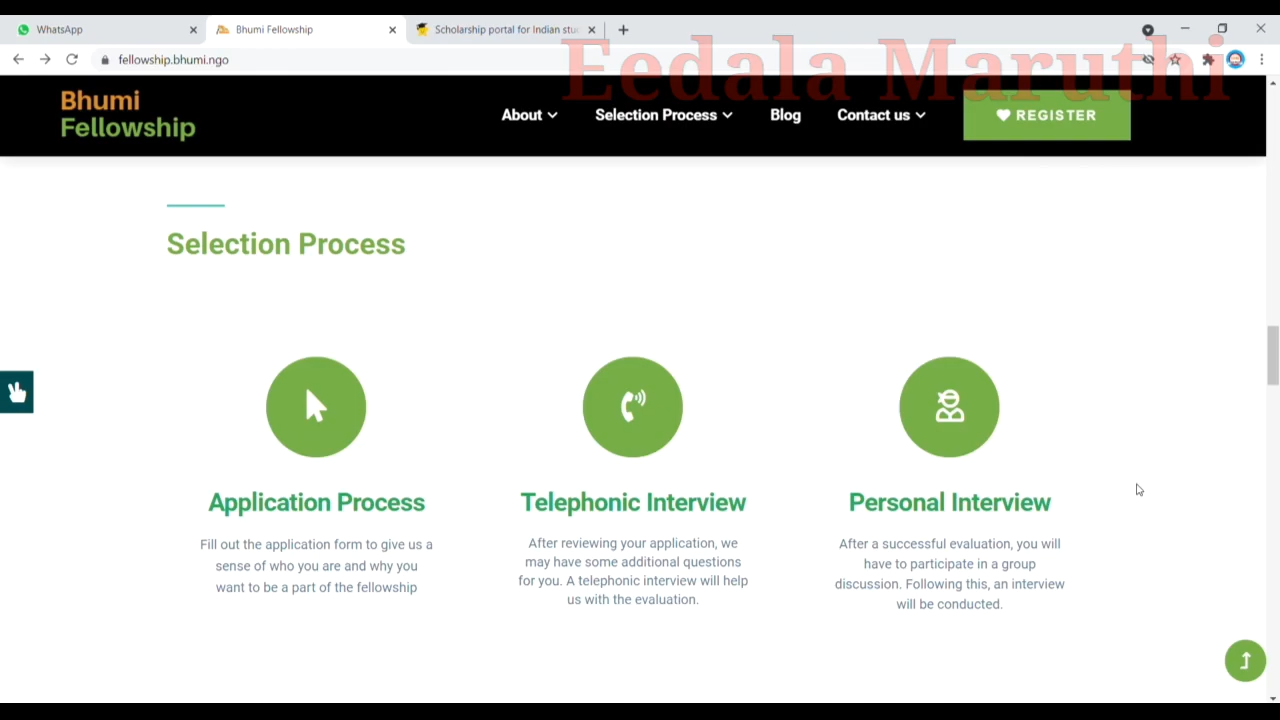 WhatsApp
Bhumi Fellowship
Scholarship portal for Indian stu
fellowship.bhumi.ngo
Eedala Maruthi
Bhumi
Fellowship
About
Selection Process
Blog
Contact us
REGISTER
Selection Process
Application Process
Fill out the application form to give us a
sense of who you are and why you
want to be a part of the fellowship
Telephonic Interview
After reviewing your application, we
may have some additional questions
for you. A telephonic interview will help
us with the evaluation.
Personal Interview
After a successful evaluation, you will
have to participate in a group
discussion. Following this, an interview
will be conducted.